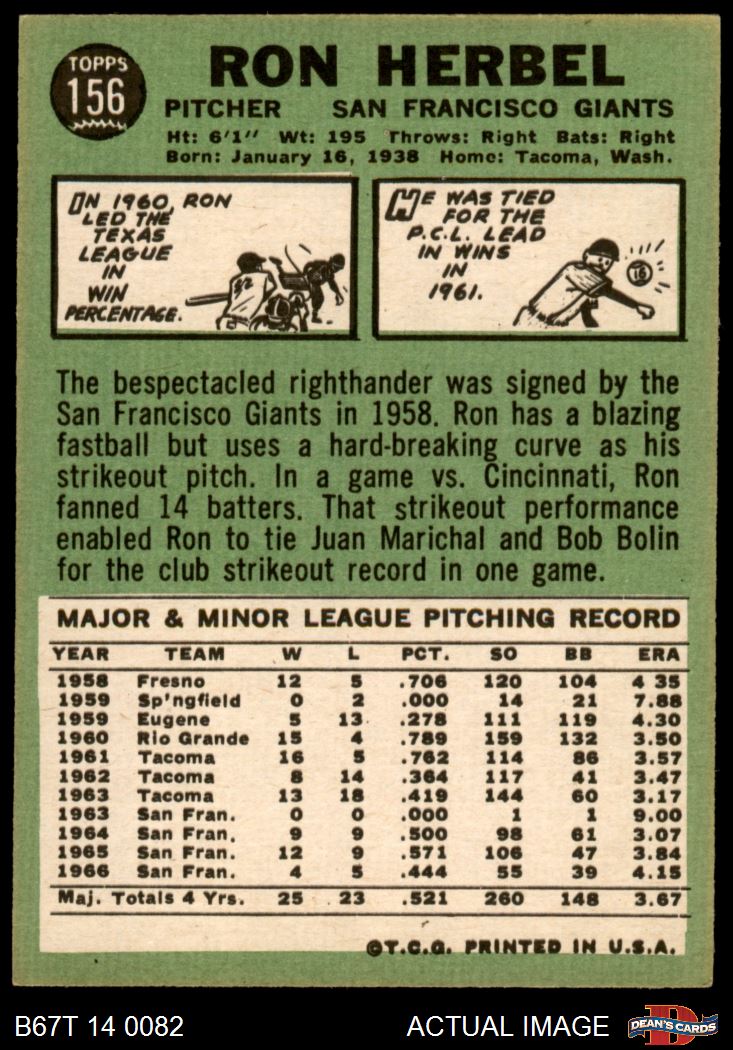 TOPPS
156
RON HERBEL
PITCHER SAN FRANCISCO GIANTS
Ht: 6'1" Wt: 195 Throws: Right Bats: Right
Born: January 16, 1938 Home: Tacoma, Wash.
IN 1960, RON
LED THE
TEXAS
LEAGUE
IN
WIN
PERCENTAGE.
HE WAS TIED
FOR THE
P.C.L. LEAD
IN WINS
IN
1961.
16
The bespectacled righthander was signed by the
San Francisco Giants in 1958. Ron has a blazing
fastball but uses a hard-breaking curve as his
strikeout pitch. In a game vs. Cincinnati, Ron
fanned 14 batters. That strikeout performance
enabled Ron to tie Juan Marichal and Bob Bolin
for the club strikeout record in one game.
MAJOR & MINOR LEAGUE PITCHING RECORD
YEAR TEAM W L PCT. SO BB ERA
1958 Fresno 12 5 .706 120 104 4 35
1959 Sp'ngfield 0 2 .000 14 21 7.88
1959 Eugene 5 13 .278 111 119 4.30
1960 Rio Grande 15 4 .789 159 132 3.50
1961 Tacoma 16 5 .762 114 86 3.57
1962 Tacoma 8 14 .364 117 41 3.47
1963 Tacoma 13 18 .419 144 60 3.17
1963 San Fran. 0 0 .000 1 1 9.00
1964 San Fran. 9 9 .500 98 61 3.07
1965 San Fran. 12 9 .571 106 47 3.84
1966 San Fran. 4 5 .444 55 39 4.15
Maj. Totals 4 Yrs. 25 23 .521 260 148 3.67
©T.C.G. PRINTED IN U.S.A.
B67T 14 0082 ACTUAL IMAGE D DEAN'S CARDS